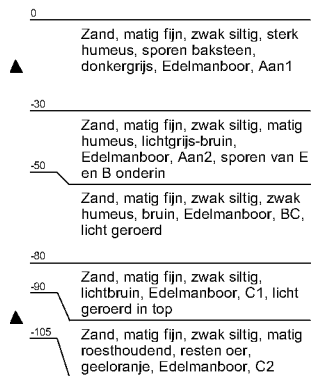 0
Zand, matig fijn, zwak siltig, sterk
humeus, sporen baksteen,
donkergrijs, Edelmanboor, Aan1
-30
Zand, matig fijn, zwak siltig, matig
humeus, lichtgrijs-bruin,
Edelmanboor, Aan2, sporen van E
en B onderin
-50
Zand, matig fijn, zwak siltig, zwak
humeus, bruin, Edelmanboor, BC,
licht geroerd
-80
Zand, matig fijn, zwak siltig,
lichtbruin, Edelmanboor, C1, licht
geroerd in top
-90
Zand, matig fijn, zwak siltig, matig
roesthoudend, resten oer,
geeloranje, Edelmanboor, C2
-105